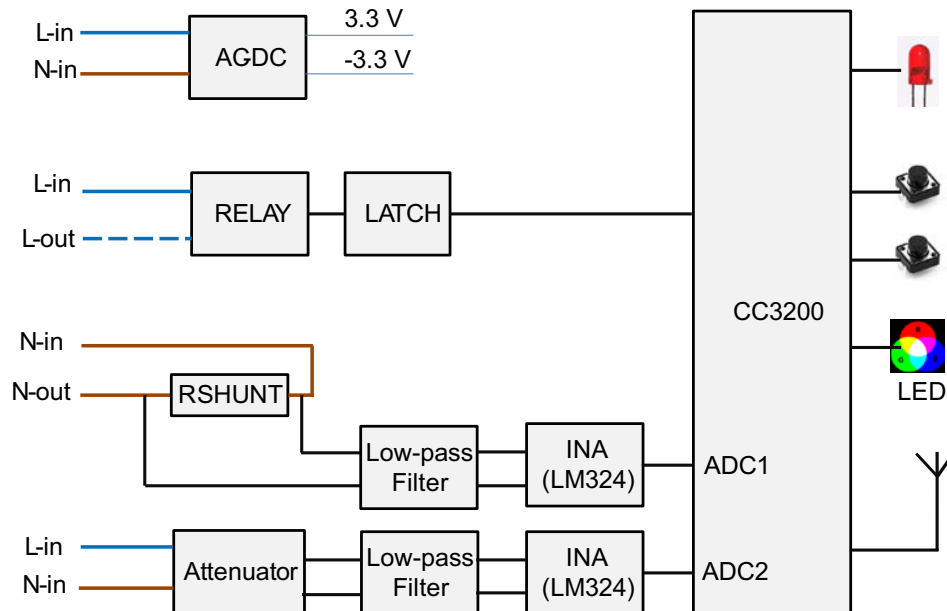 L-in
N-in
AGDC
3.3 V
-3.3 V
L-in
L-out
RELAY
LATCH
CC3200
N-in
N-out
RSHUNT
LED
Low-pass
Filter
INA
(LM324)
ADC1
L-in
N-in
Attenuator
Low-pass
Filter
INA
(LM324)
ADC2